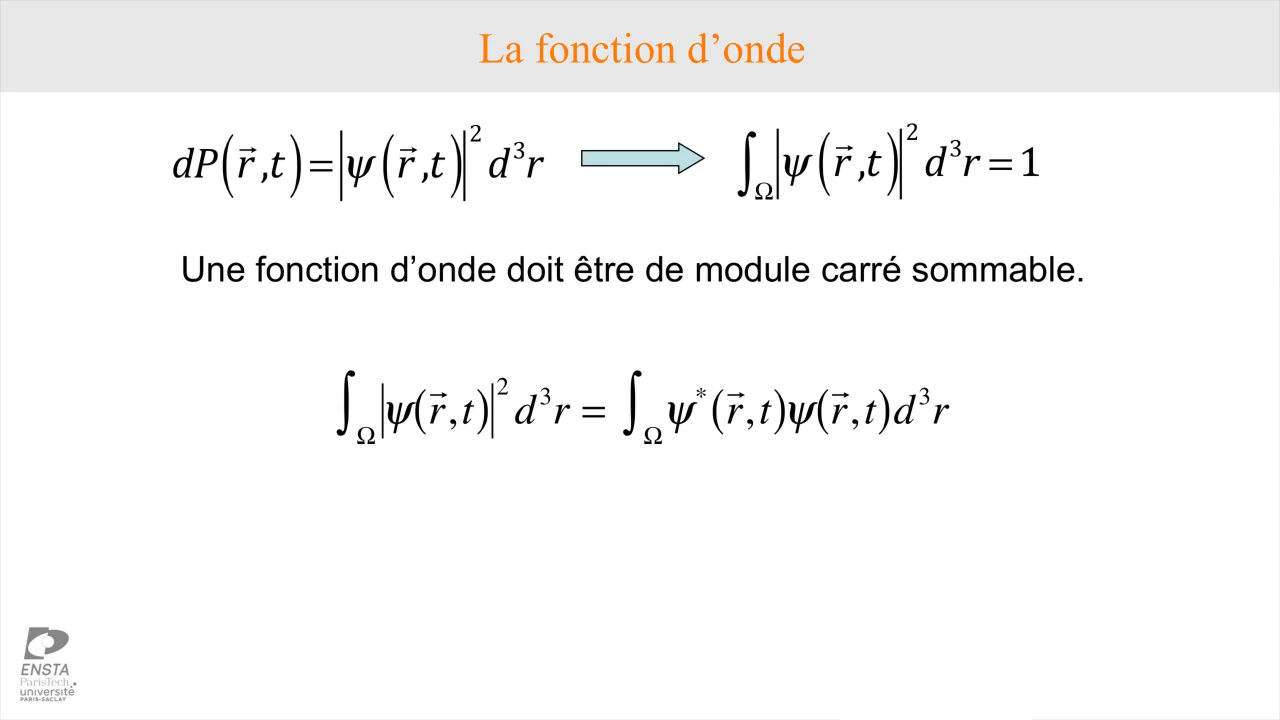 La fonction d’onde
dP(r⃗,t)=|ψ(r⃗,t)|² d³r ∫_Ω |ψ(r⃗,t)|² d³r = 1
Une fonction d’onde doit être de module carré sommable.
∫_Ω |ψ(r⃗,t)|² d³r = ∫_Ω ψ*(r⃗,t)ψ(r⃗,t)d³r
ENSTA
ParisTech
université
PARIS-SACLAY